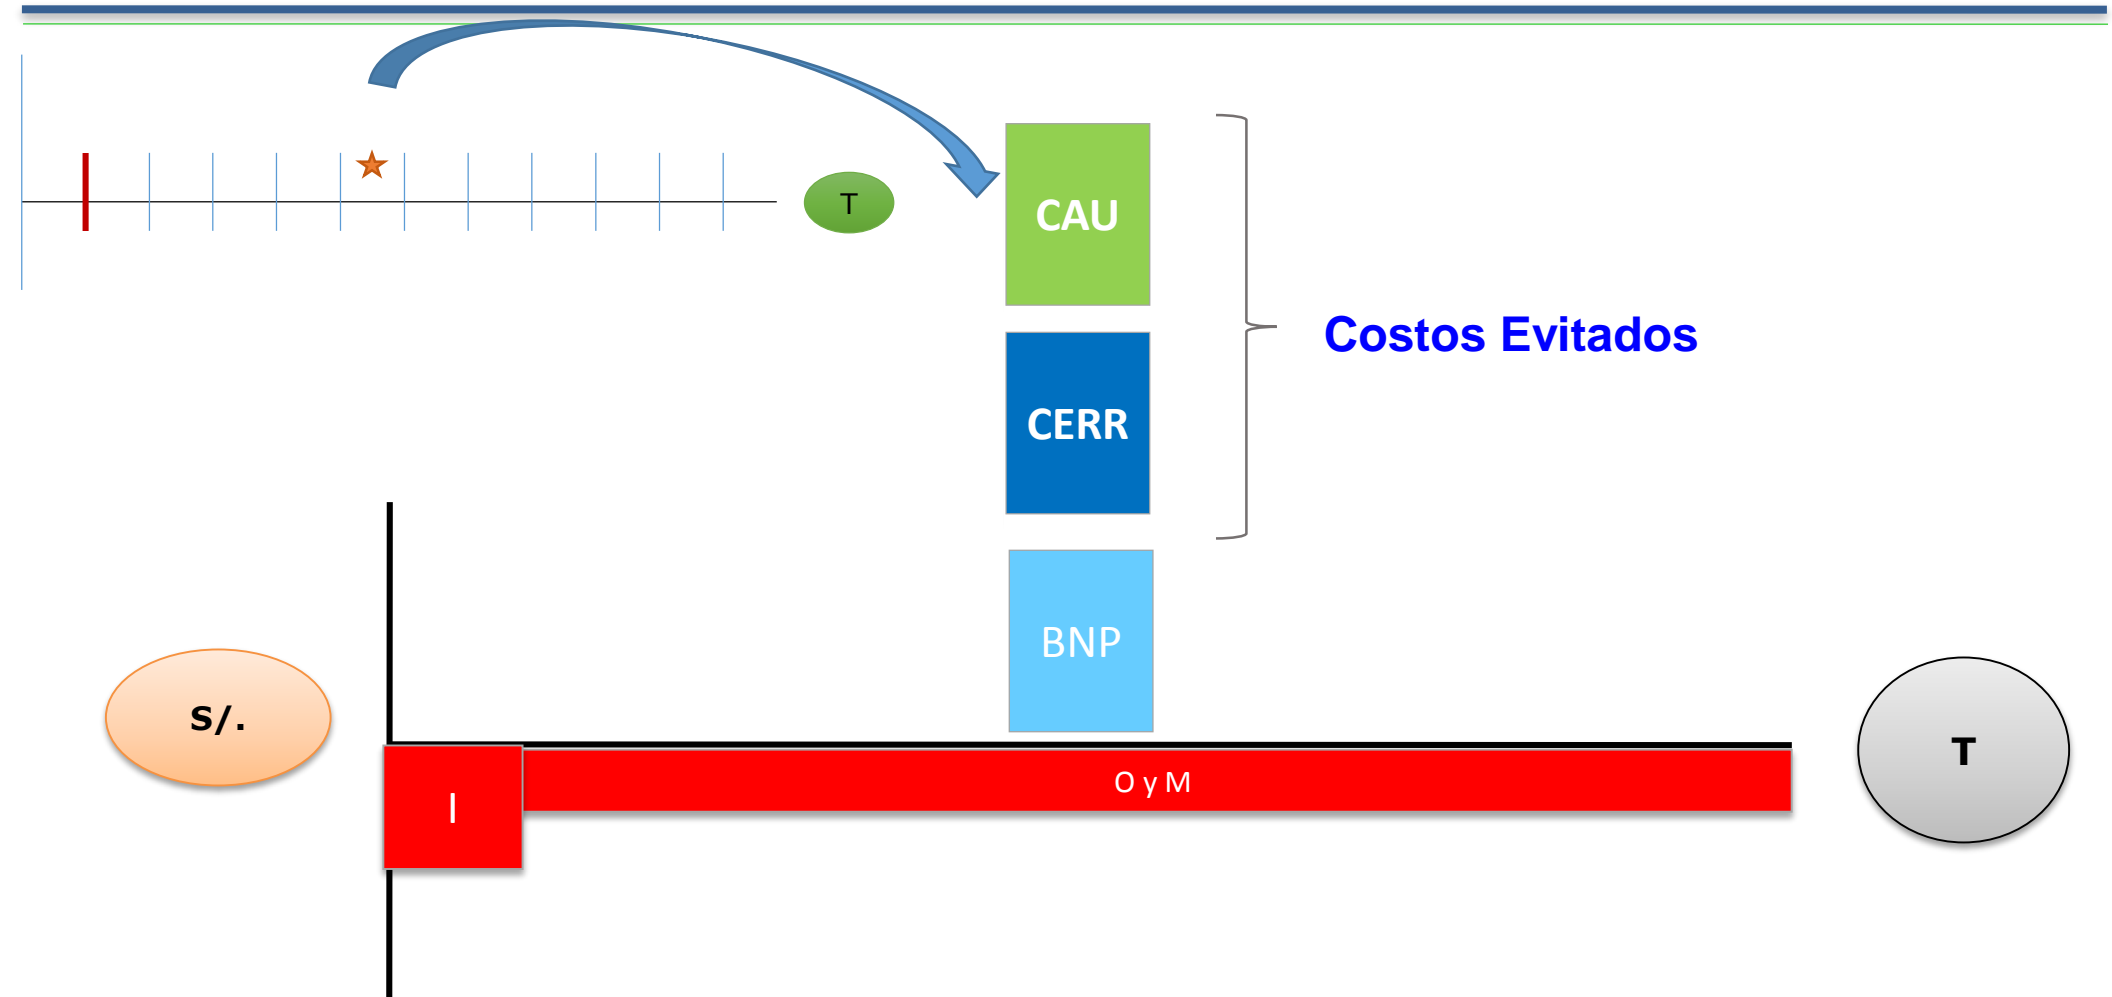 T
CAU
Costos Evitados
CERR
BNP
S/.
T
O y M
I